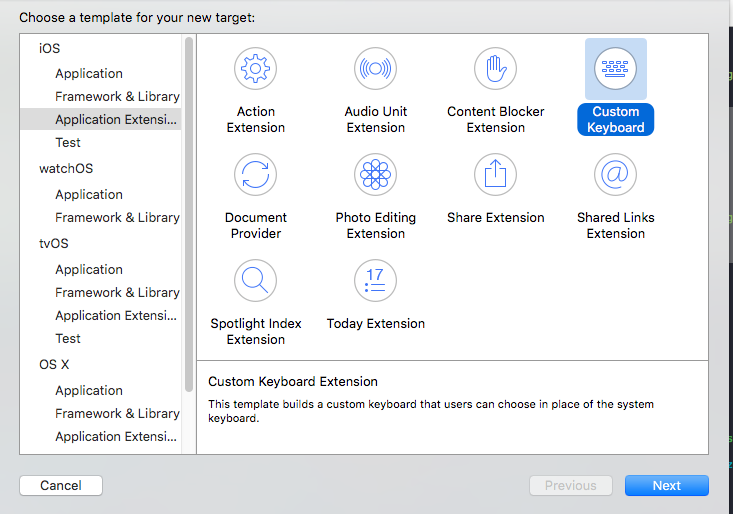 Choose a template for your new target:
iOS
Application
Framework & Library
Application Extensi...
Test
watchOS
Application
Framework & Library
tvOS
Application
Framework & Library
Application Extensi...
Test
OS X
Application
Framework & Library
Application Extensi...
Action
Extension
Audio Unit
Extension
Content Blocker
Extension
Custom
Keyboard
Document
Provider
Photo Editing
Extension
Share Extension
@
Shared Links
Extension
Spotlight Index
Extension
17
Today Extension
Custom Keyboard Extension
This template builds a custom keyboard that users can choose in place of the system
keyboard.
Cancel
Previous
Next